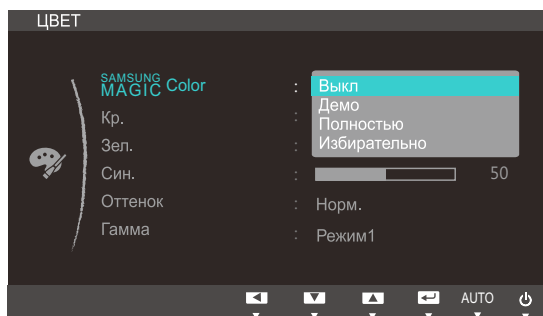 ЦВЕТ
SAMSUNG MAGIC Color : Выкл
Демо
Кр. : Полностью
Зел. : Избирательно
Син. : 50
Оттенок : Норм.
Гамма : Режим1
AUTO